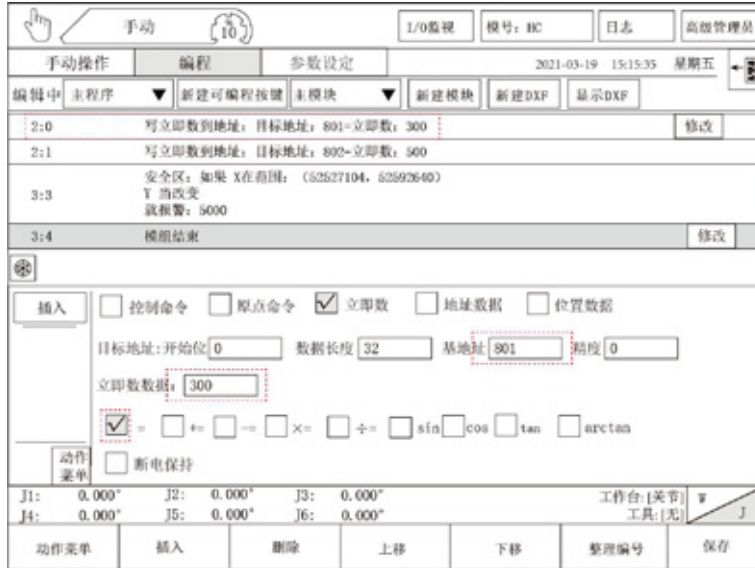 手动 10 I/O监视 模号: HC 日志 高级管理员
手动操作 编程 参数设定 2021-03-19 15:15:35 星期五
编辑中 主程序 新建可编程按键 主模块 新建模块 新建DXF 显示DXF
2:0 写立即数到地址: 目标地址: 801=立即数: 300 修改
2:1 写立即数到地址: 目标地址: 802=立即数: 500
安全区: 如果 X在范围: (52527104, 52592640)
3:3 Y 当改变
就报警: 5000
3:4 模组结束 修改
插入 控制命令 原点命令 立即数 地址数据 位置数据
目标地址:开始位 0 数据长度 32 基地址 801 精度 0
立即数数据: 300
= += -= ×= ÷= sin cos tan arctan
动作菜单 断电保持
J1: 0.000° J2: 0.000° J3: 0.000° 工作台:[关节] W
J4: 0.000° J5: 0.000° J6: 0.000° 工具:[无] J
动作菜单 插入 删除 上移 下移 整理编号 保存